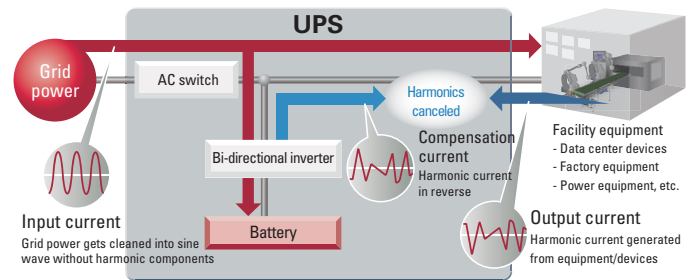 UPS
Grid
power
AC switch
Harmonics
canceled
Bi-directional inverter
Compensation
current
Harmonic current
in reverse
Battery
Input current
Grid power gets cleaned into sine
wave without harmonic components
Facility equipment
- Data center devices
- Factory equipment
- Power equipment, etc.
Output current
Harmonic current generated
from equipment/devices